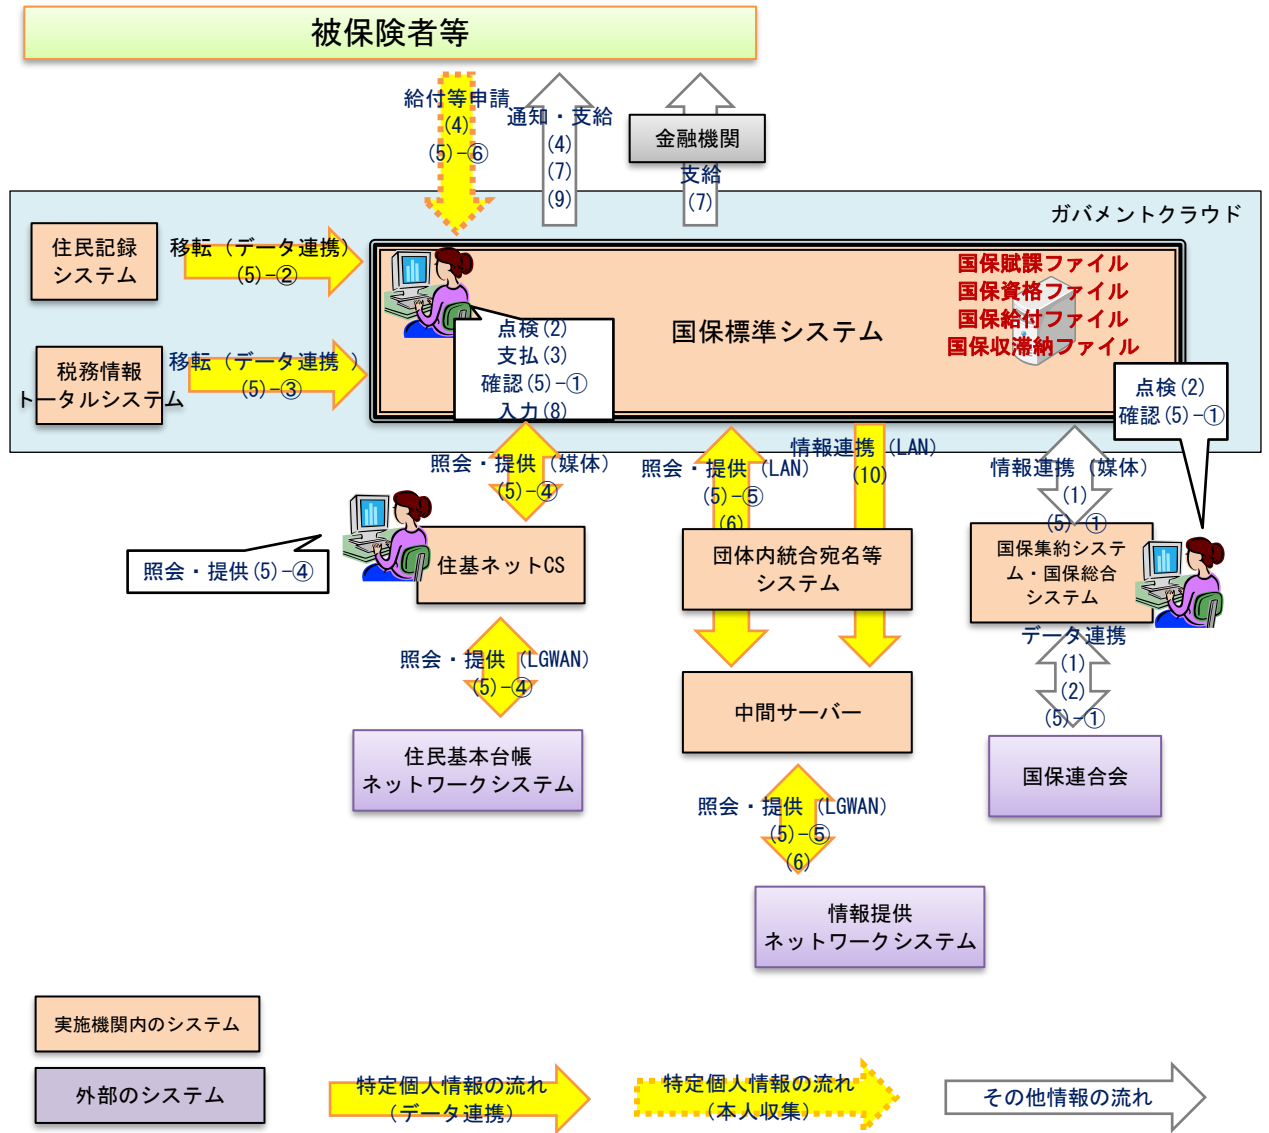 被保険者等
給付等申請
(4)
(5)-⑥
通知・支給
(4)
(7)
(9)
金融機関
支給
(7)
ガバメントクラウド
住民記録
システム
移転（データ連携）
(5)-②
税務情報
トータルシステム
移転（データ連携 ）
(5)-③
国保標準システム
国保賦課ファイル
国保資格ファイル
国保給付ファイル
国保収滞納ファイル
点検(2)
支払(3)
確認(5)-①
入力(8)
点検(2)
確認(5)-①
照会・提供（媒体）
(5)-④
照会・提供（LAN）
(5)-⑤
(6)
情報連携（LAN）
(10)
情報連携（媒体）
(1)
(5)-①
照会・提供(5)-④
住基ネットCS
団体内統合宛名等
システム
国保集約システ
ム・国保総合
システム
照会・提供（LGWAN）
(5)-④
データ連携
(1)
(2)
(5)-①
中間サーバー
住民基本台帳
ネットワークシステム
国保連合会
照会・提供（LGWAN）
(5)-⑤
(6)
情報提供
ネットワークシステム
実施機関内のシステム
外部のシステム
特定個人情報の流れ
（データ連携）
特定個人情報の流れ
（本人収集）
その他情報の流れ